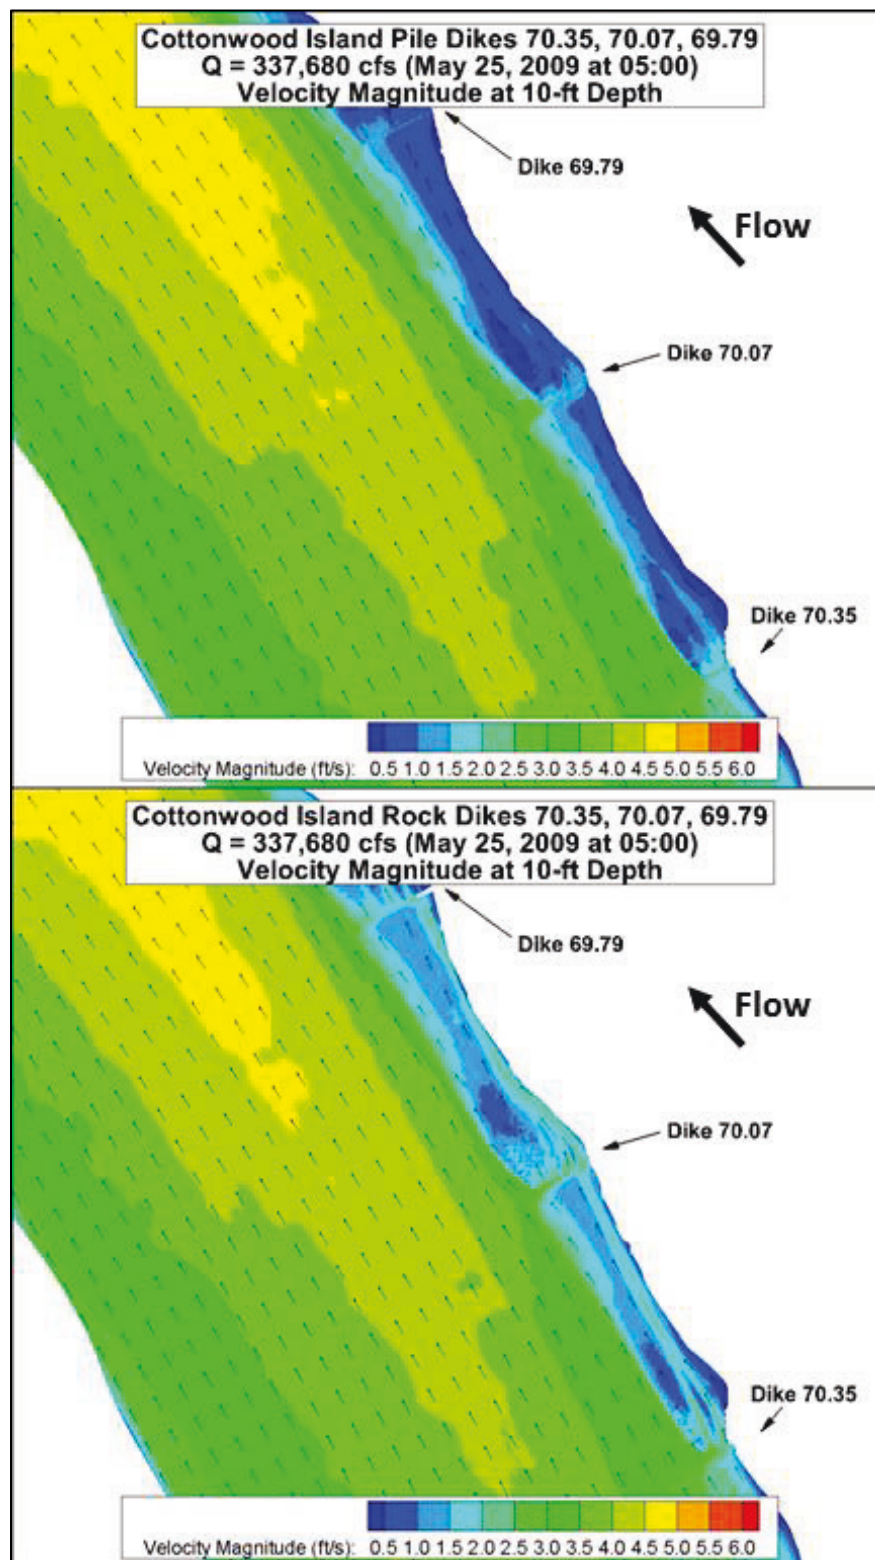 Cottonwood Island Pile Dikes 70.35, 70.07, 69.79
Q = 337,680 cfs (May 25, 2009 at 05:00)
Velocity Magnitude at 10-ft Depth
Dike 69.79
Flow
Dike 70.07
Dike 70.35
Velocity Magnitude (ft/s): 0.5 1.0 1.5 2.0 2.5 3.0 3.5 4.0 4.5 5.0 5.5 6.0
Cottonwood Island Rock Dikes 70.35, 70.07, 69.79
Q = 337,680 cfs (May 25, 2009 at 05:00)
Velocity Magnitude at 10-ft Depth
Dike 69.79
Flow
Dike 70.07
Dike 70.35
Velocity Magnitude (ft/s): 0.5 1.0 1.5 2.0 2.5 3.0 3.5 4.0 4.5 5.0 5.5 6.0